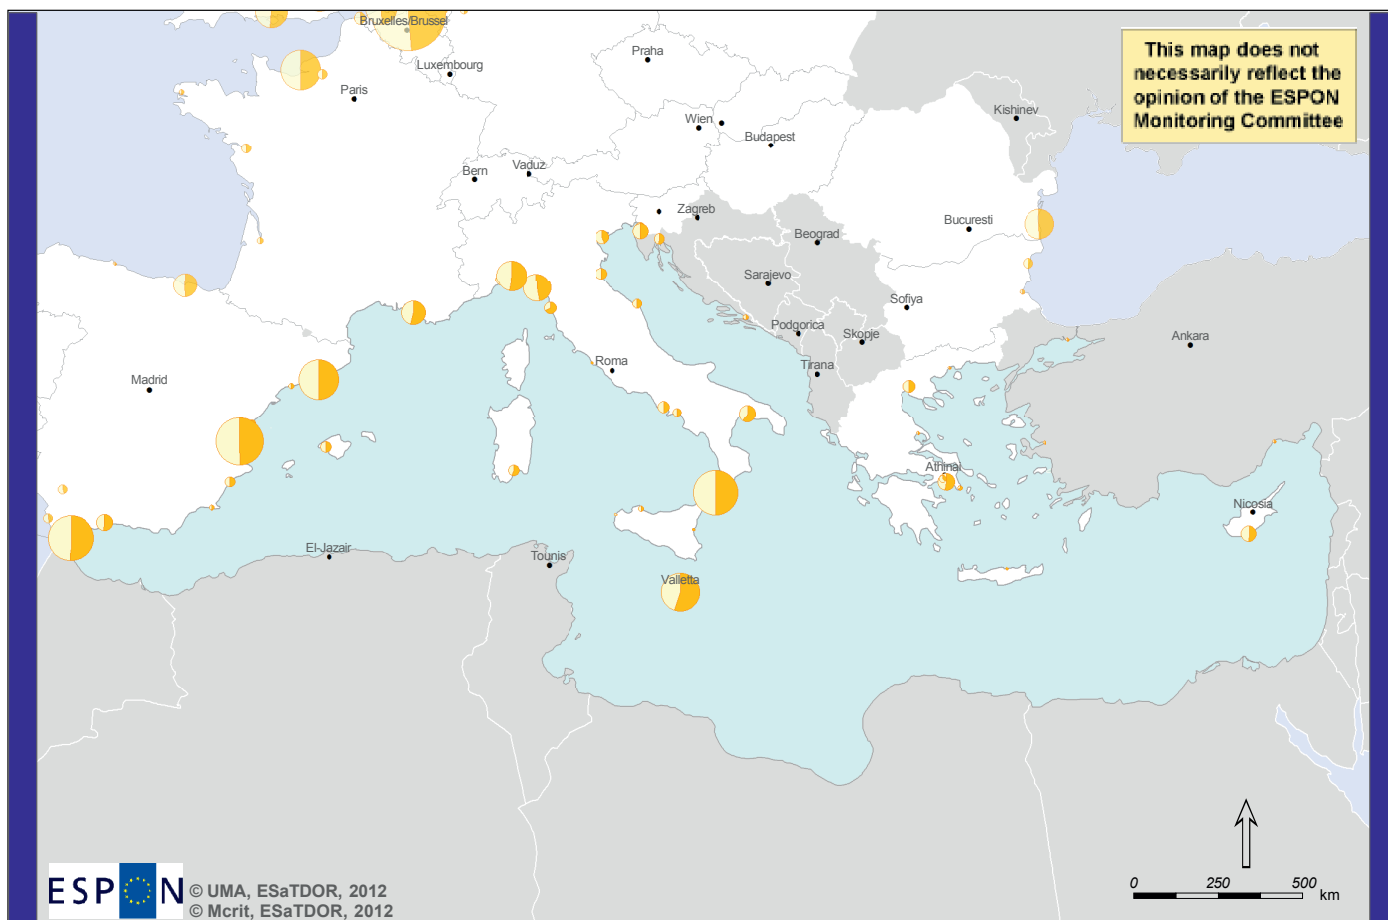 Bruxelles/Brussel
This map does not
necessarily reflect the
opinion of the ESPON
Monitoring Committee
Praha
Luxembourg
Paris
Kishinev
Wien
Budapest
Vaduz
Bern
Zagreb
Bucuresti
Beograd
Sarajevo
Sofiya
Podgorica
Skopje
Ankara
Roma
Tirana
Madrid
Athinai
Nicosia
El-Jazair
Tounis
Valletta
ESPON
© UMA, ESaTDOR, 2012
© Mcrit, ESaTDOR, 2012
0 250 500
km